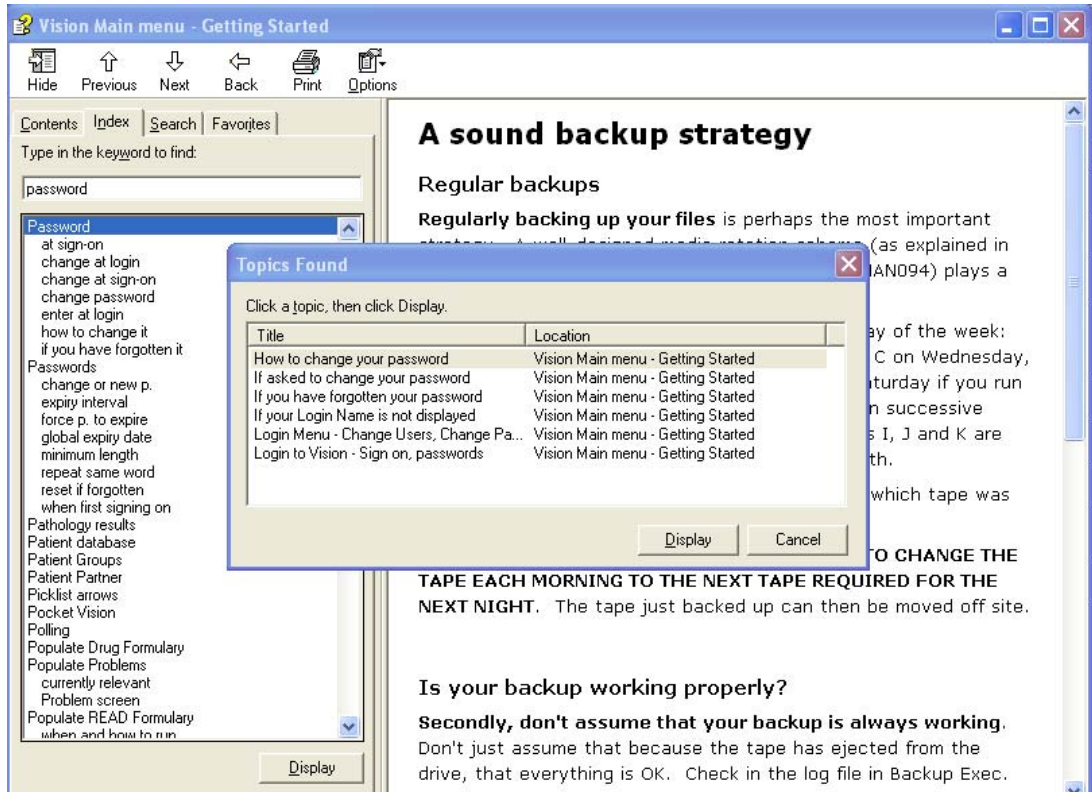 Vision Main menu - Getting Started
Hide Previous Next Back Print Options
Contents Index Search Favorites
Type in the keyword to find:
password
Password
at sign-on
change at login
change at sign-on
change password
enter at login
how to change it
if you have forgotten it
Passwords
change or new p.
expiry interval
force p. to expire
global expiry date
minimum length
repeat same word
reset if forgotten
when first signing on
Pathology results
Patient database
Patient Groups
Patient Partner
Picklist arrows
Pocket Vision
Polling
Populate Drug Formulary
Populate Problems
currently relevant
Problem screen
Populate READ Formulary
when and how to run
Display
Topics Found
Click a topic, then click Display.
Title Location
How to change your password Vision Main menu - Getting Started
If asked to change your password Vision Main menu - Getting Started
If you have forgotten your password Vision Main menu - Getting Started
If your Login Name is not displayed Vision Main menu - Getting Started
Login Menu - Change Users, Change Pa... Vision Main menu - Getting Started
Login to Vision - Sign on, passwords Vision Main menu - Getting Started
Display Cancel
A sound backup strategy
Regular backups
Regularly backing up your files is perhaps the most important
(as explained in
plays a
of the week:
C on Wednesday,
if you run
successive
I, J and K are
which tape was
TO CHANGE THE
TAPE EACH MORNING TO THE NEXT TAPE REQUIRED FOR THE
NEXT NIGHT. The tape just backed up can then be moved off site.
Is your backup working properly?
Secondly, don't assume that your backup is always working.
Don't just assume that because the tape has ejected from the
drive, that everything is OK. Check in the log file in Backup Exec.